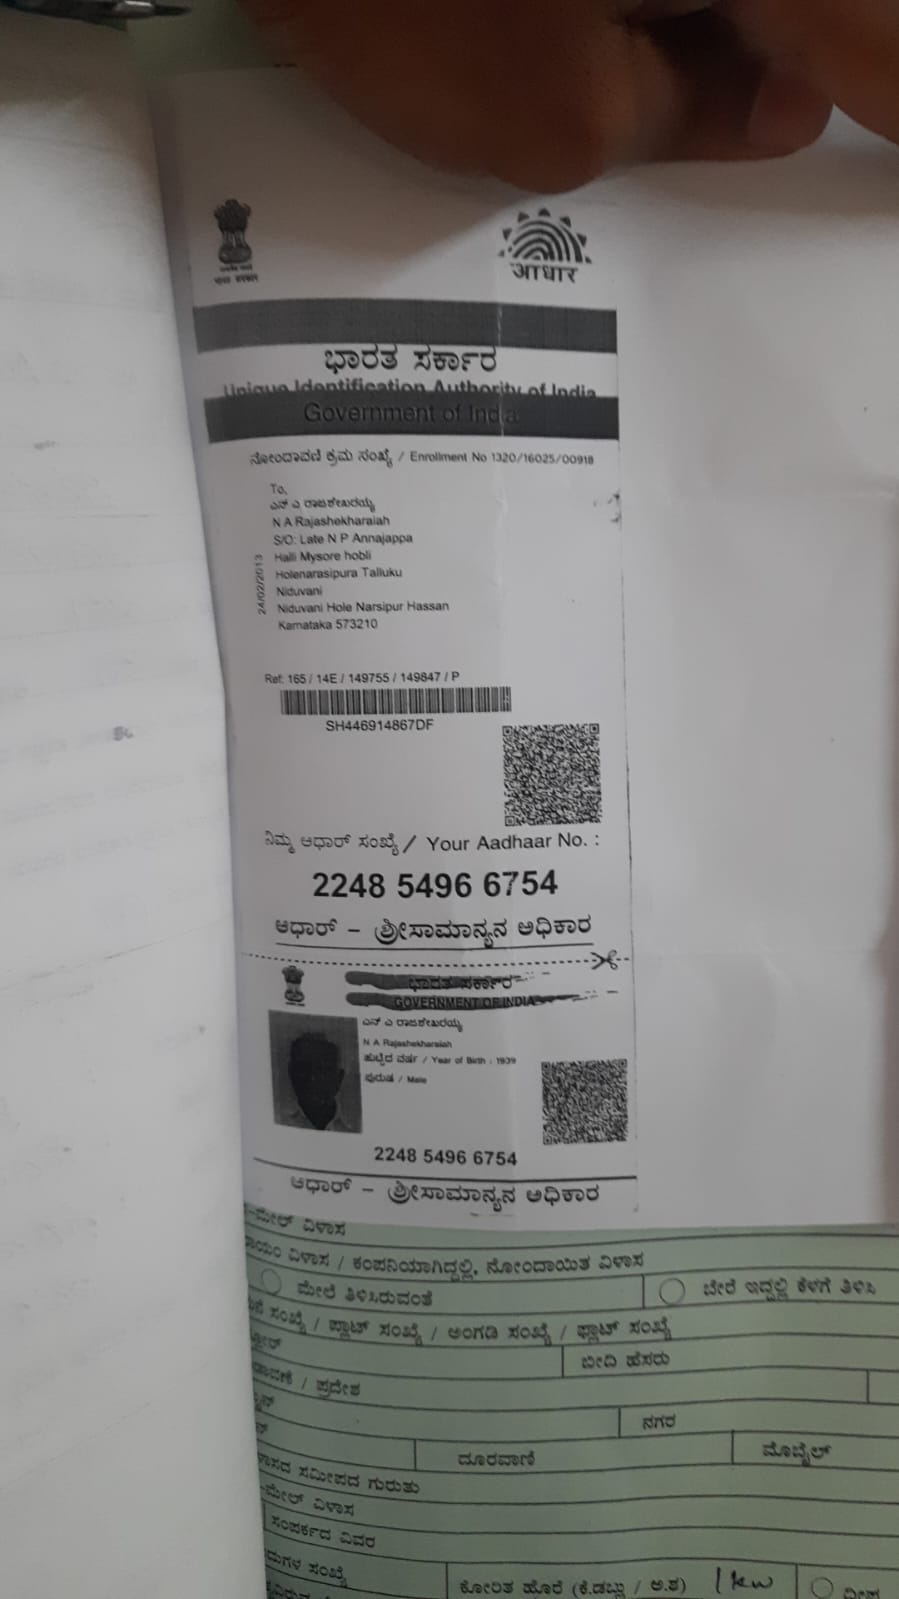 आधार
ಭಾರತ ಸರ್ಕಾರ
Unique Identification Authority of India
Government of India
ನೋಂದಾವಣಿ ಕ್ರಮ ಸಂಖ್ಯೆ / Enrollment No 1320/16025/00918
To,
ಎನ್ ಎ ರಾಜಶೇಖರಯ್ಯ
N A Rajashekharaiah
S/O: Late N P Annajappa
Halli Mysore hobli
Holenarasipura Talluku
Niduvani
Niduvani Hole Narsipur Hassan
Karnataka 573210
24/02/2013
Ref: 165 / 14E / 149755 / 149847 / P
SH446914867DF
ನಿಮ್ಮ ಆಧಾರ್ ಸಂಖ್ಯೆ / Your Aadhaar No. :
2248 5496 6754
ಆಧಾರ್ – ಶ್ರೀಸಾಮಾನ್ಯನ ಅಧಿಕಾರ
ಭಾರತ ಸರ್ಕಾರ
GOVERNMENT OF INDIA
ಎನ್ ಎ ರಾಜಶೇಖರಯ್ಯ
N A Rajashekharaiah
ಹುಟ್ಟಿದ ವರ್ಷ / Year of Birth : 1939
ಪುರುಷ / Male
2248 5496 6754
ಆಧಾರ್ – ಶ್ರೀಸಾಮಾನ್ಯನ ಅಧಿಕಾರ
ವಿಳಾಸ
ವಿಳಾಸ / ಕಂಪನಿಯಾಗಿದ್ದಲ್ಲಿ, ನೋಂದಾಯಿತ ವಿಳಾಸ
ಮೇಲೆ ತಿಳಿಸಿರುವಂತೆ ಬೇರೆ ಇದ್ದಲ್ಲಿ ಕೆಳಗೆ ತಿಳಿಸಿ
ಸಂಖ್ಯೆ / ಪ್ಲಾಟ್ ಸಂಖ್ಯೆ / ಅಂಗಡಿ ಸಂಖ್ಯೆ / ಫ್ಲಾಟ್ ಸಂಖ್ಯೆ
ಬೀದಿ ಹೆಸರು
/ ಪ್ರದೇಶ
ನಗರ
ದೂರವಾಣಿ ಮೊಬೈಲ್
ಸಮೀಪದ ಗುರುತು
ವಿಳಾಸ
ಸಂಪರ್ಕದ ವಿವರ
ಸಂಖ್ಯೆ
ಕೋರಿತ ಹೊರೆ (ಕೆ.ಡಬ್ಲು / ಅ.ಶ) 1 kw